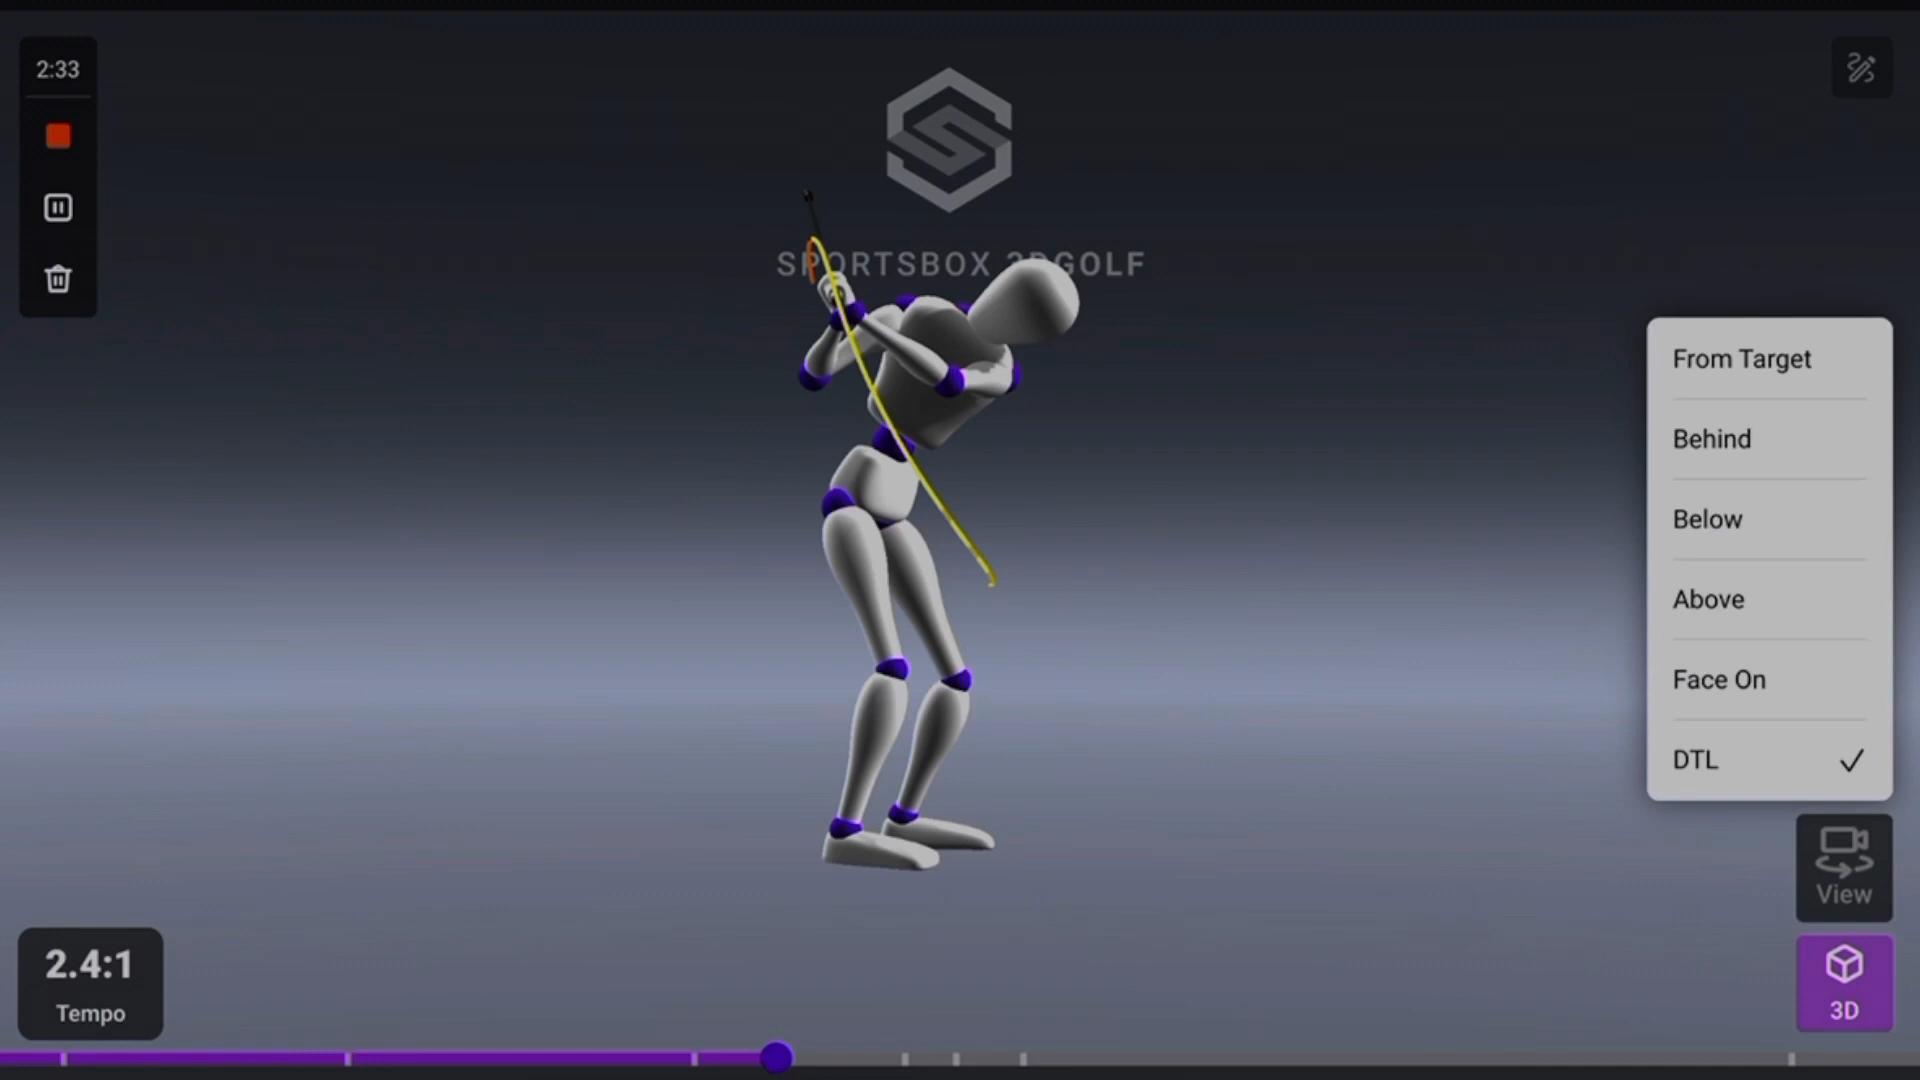 2:33
SPORTSBOX 3DGOLF
From Target
Behind
Below
Above
Face On
DTL
View
2.4:1
Tempo
3D